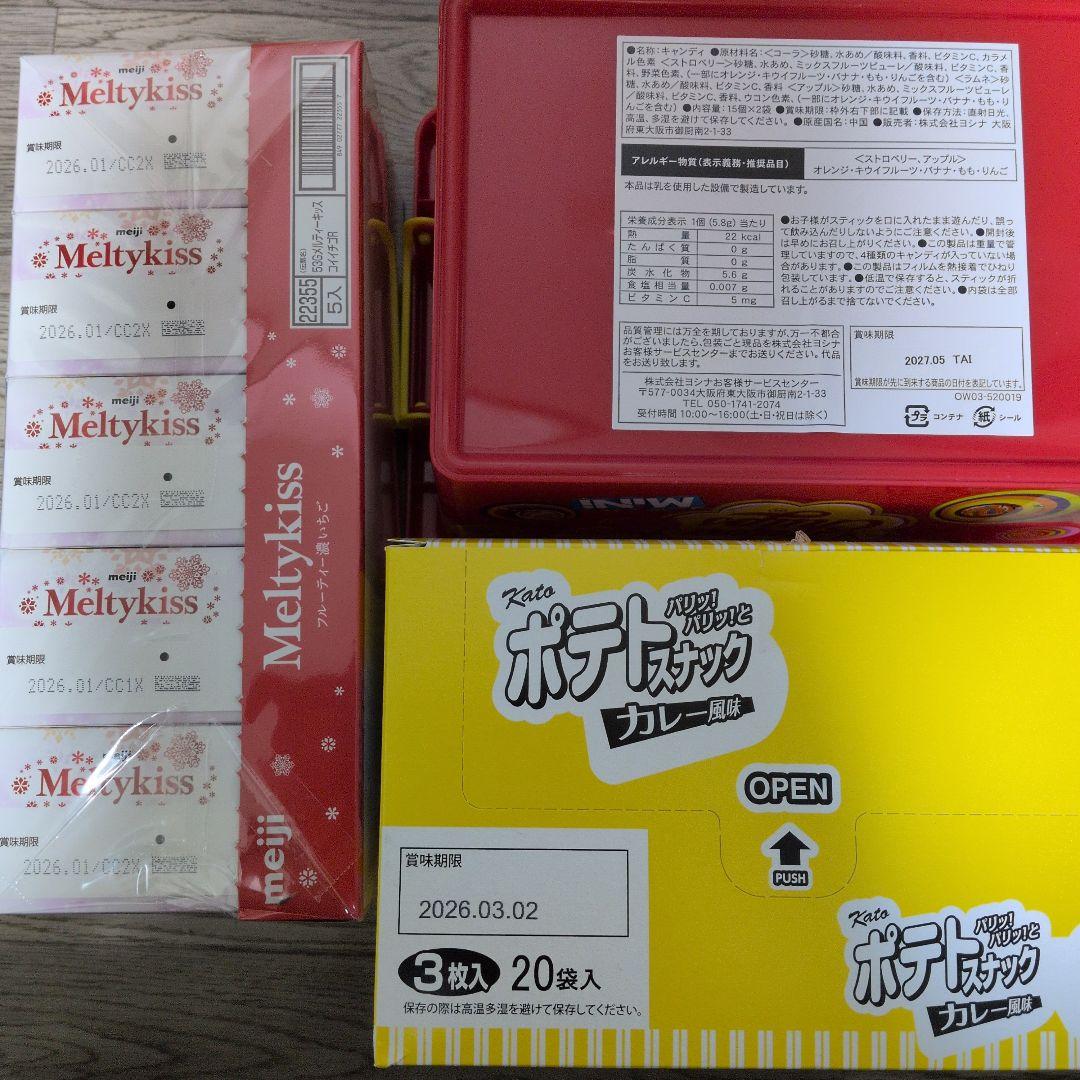 meiji
Meltykiss
賞味期限
2026.01/CC2X
meiji
Meltykiss
賞味期限
2026.01/CC2X
meiji
Meltykiss
賞味期限
2026.01/CC2X
meiji
Meltykiss
賞味期限
2026.01/CC1X
meiji
Meltykiss
賞味期限
2026.01/CC2X
22355
53Gメルティーキッス
コイイチゴR
5入
Meltykiss
フルーティー濃いちご
meiji
●名称:キャンディ ●原材料名:<コーラ>砂糖、水あめ/酸味料、香料、ビタミンC、カラメ
ル色素 <ストロベリー>砂糖、水あめ、ミックスフルーツピューレ/酸味料、ビタミンC、香
料、野菜色素、(一部にオレンジ・キウイフルーツ・バナナ・もも・りんごを含む) <ラムネ>砂糖、
水あめ/酸味料、ビタミンC、香料 <アップル>砂糖、水あめ、ミックスフルーツピューレ
/酸味料、ビタミンC、香料、ウコン色素、(一部にオレンジ・キウイフルーツ・バナナ・もも・り
んごを含む) ●内容量:15個×2袋 ●賞味期限:枠外右下部に記載 ●保存方法:直射日光、
高温、多湿を避けて保存してください。●原産国名:中国 ●販売者:株式会社ヨシナ 大阪
府東大阪市御厨南2-1-33
アレルギー物質(表示義務・推奨品目)
<ストロベリー、アップル>
オレンジ・キウイフルーツ・バナナ・もも・りんご
本品は乳を使用した設備で製造しています。
栄養成分表示 1個(5.8g)当たり
熱量 22 kcal
たんぱく質 0 g
脂質 0 g
炭水化物 5.6 g
食塩相当量 0.007 g
ビタミンC 5 mg
●お子様がスティックを口に入れたまま遊んだり、誤っ
て飲み込んだりしないようにご注意ください。●開封後
は早めにお召し上がりください。●この製品は重量で管
理していますので、4種類のキャンディが入っていない場
合があります。●この製品はフィルムを熱接着でひねり
包装しています。●低温で保存すると、スティックが折
れることがありますのでご注意ください。●内袋は全部
召し上がるまで捨てないでください。
品質管理には万全を期しておりますが、万一不都合
がございましたら、包装ごと現品を株式会社ヨシナ
お客様サービスセンターまでお送りください。代品
をお送り致します。
株式会社ヨシナお客様サービスセンター
〒577-0034大阪府東大阪市御厨南2-1-33
TEL 050-1741-2074
受付時間 10:00~16:00(土・日・祝日は除く)
賞味期限
2027.05 TAI
賞味期限が先に到来する商品の日付を表記しています。
OW03-520019
プラ コンテナ 紙 シール
MiNi
Kato
ポテト
パリッ!
パリッ!と
スナック
カレー風味
OPEN
PUSH
賞味期限
2026.03.02
3枚入 20袋入
保存の際は高温多湿を避けて保存してください。
Kato
ポテト
パリッ!
パリッ!と
スナック
カレー風味